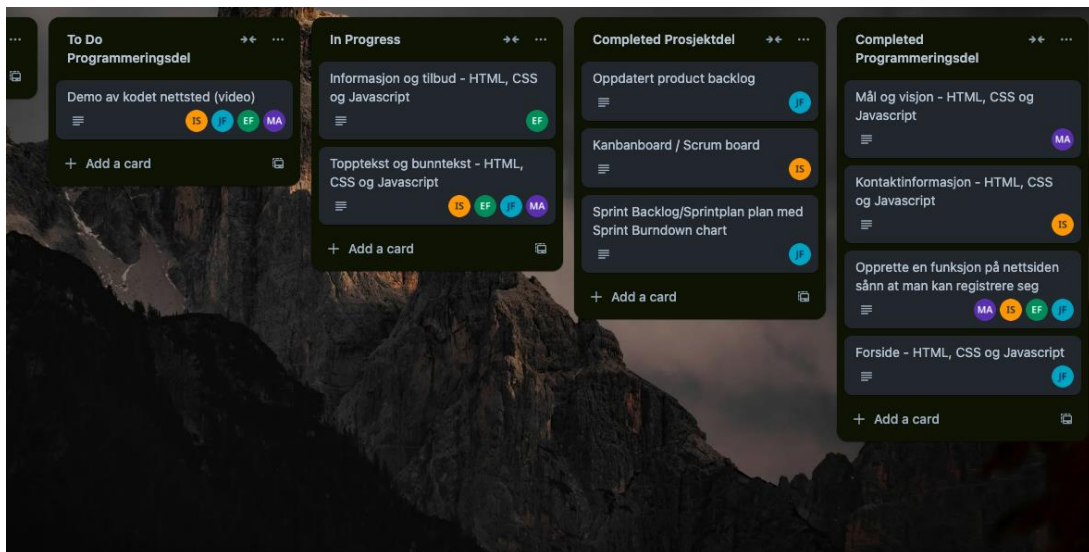 To Do
Programmeringsdel
Demo av kodet nettsted (video)
IS JF EF MA
+ Add a card
In Progress
Informasjon og tilbud - HTML, CSS
og Javascript
EF
Topptekst og bunntekst - HTML,
CSS og Javascript
IS EF JF MA
+ Add a card
Completed Prosjektdel
Oppdatert product backlog
JF
Kanbanboard / Scrum board
IS
Sprint Backlog/Sprintplan plan med
Sprint Burndown chart
JF
+ Add a card
Completed
Programmeringsdel
Mål og visjon - HTML, CSS og
Javascript
MA
Kontaktinformasjon - HTML, CSS
og Javascript
IS
Opprette en funksjon på nettsiden
sånn at man kan registrere seg
MA IS EF JF
Forside - HTML, CSS og Javascript
JF
+ Add a card